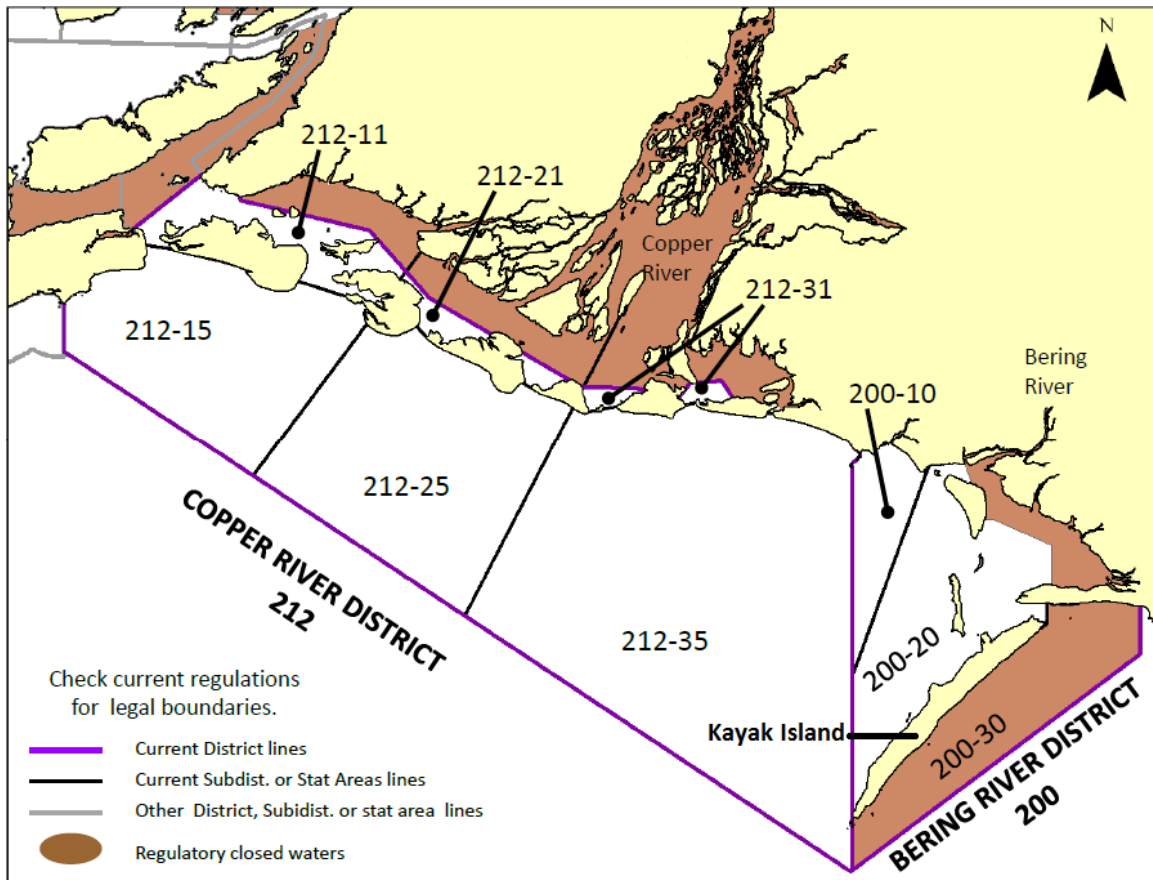 N
212-11
212-21
Copper
River
212-31
212-15
Bering
River
200-10
212-25
COPPER RIVER DISTRICT
212
212-35
200-20
Kayak Island
200-30
BERING RIVER DISTRICT
200
Check current regulations
for legal boundaries.
Current District lines
Current Subdist. or Stat Areas lines
Other District, Subdist. or stat area lines
Regulatory closed waters